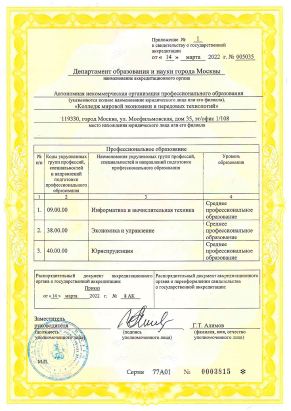 Приложение № 1
к свидетельству о государственной
аккредитации
от «14» марта 2022 г. № 005035
Департамент образования и науки города Москвы
наименование аккредитационного органа
Автономная некоммерческая организация профессионального образования
(указывается полное наименование юридического лица или его филиала,
«Колледж мировой экономики и передовых технологий»
119330, город Москва, ул. Мосфильмовская, дом 35, эт/офис 1/108
место нахождения юридического лица или его филиала
Профессиональное образование
№ Коды укрупненных групп профессий, специальностей и направлений подготовки профессионального образования Наименования укрупненных групп профессий, специальностей и направлений подготовки профессионального образования Уровень образования
1 2 3 4
1. 09.00.00 Информатика и вычислительная техника Среднее профессиональное образование
2. 38.00.00 Экономика и управление Среднее профессиональное образование
3. 40.00.00 Юриспруденция Среднее профессиональное образование
Распорядительный документ аккредитационного органа о государственной аккредитации:
Приказ
от «14» марта 2022 г. № 8 АК
Распорядительный документ аккредитационного органа о переоформлении свидетельства о государственной аккредитации:
Заместитель
руководителя
(должность
уполномоченного лица)
(подпись
уполномоченного лица)
Г.Т. Алимов
(фамилия, имя, отчество
уполномоченного лица)
М.П.
Серия 77А01 № 0003815 *